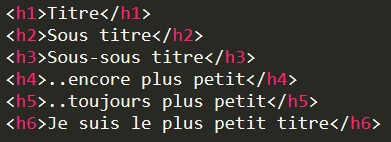 <h1>Titre</h1>
<h2>Sous titre</h2>
<h3>Sous-sous titre</h3>
<h4>..encore plus petit</h4>
<h5>..toujours plus petit</h5>
<h6>Je suis le plus petit titre</h6>